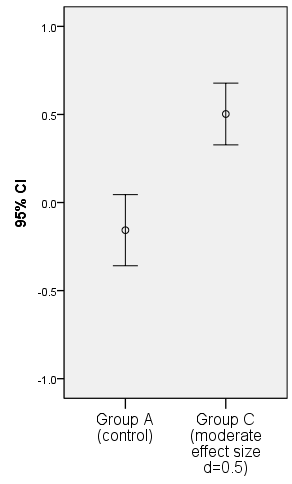 1.0
0.5
0.0
-0.5
-1.0
95% CI
Group A
(control)
Group C
(moderate
effect size
d=0.5)